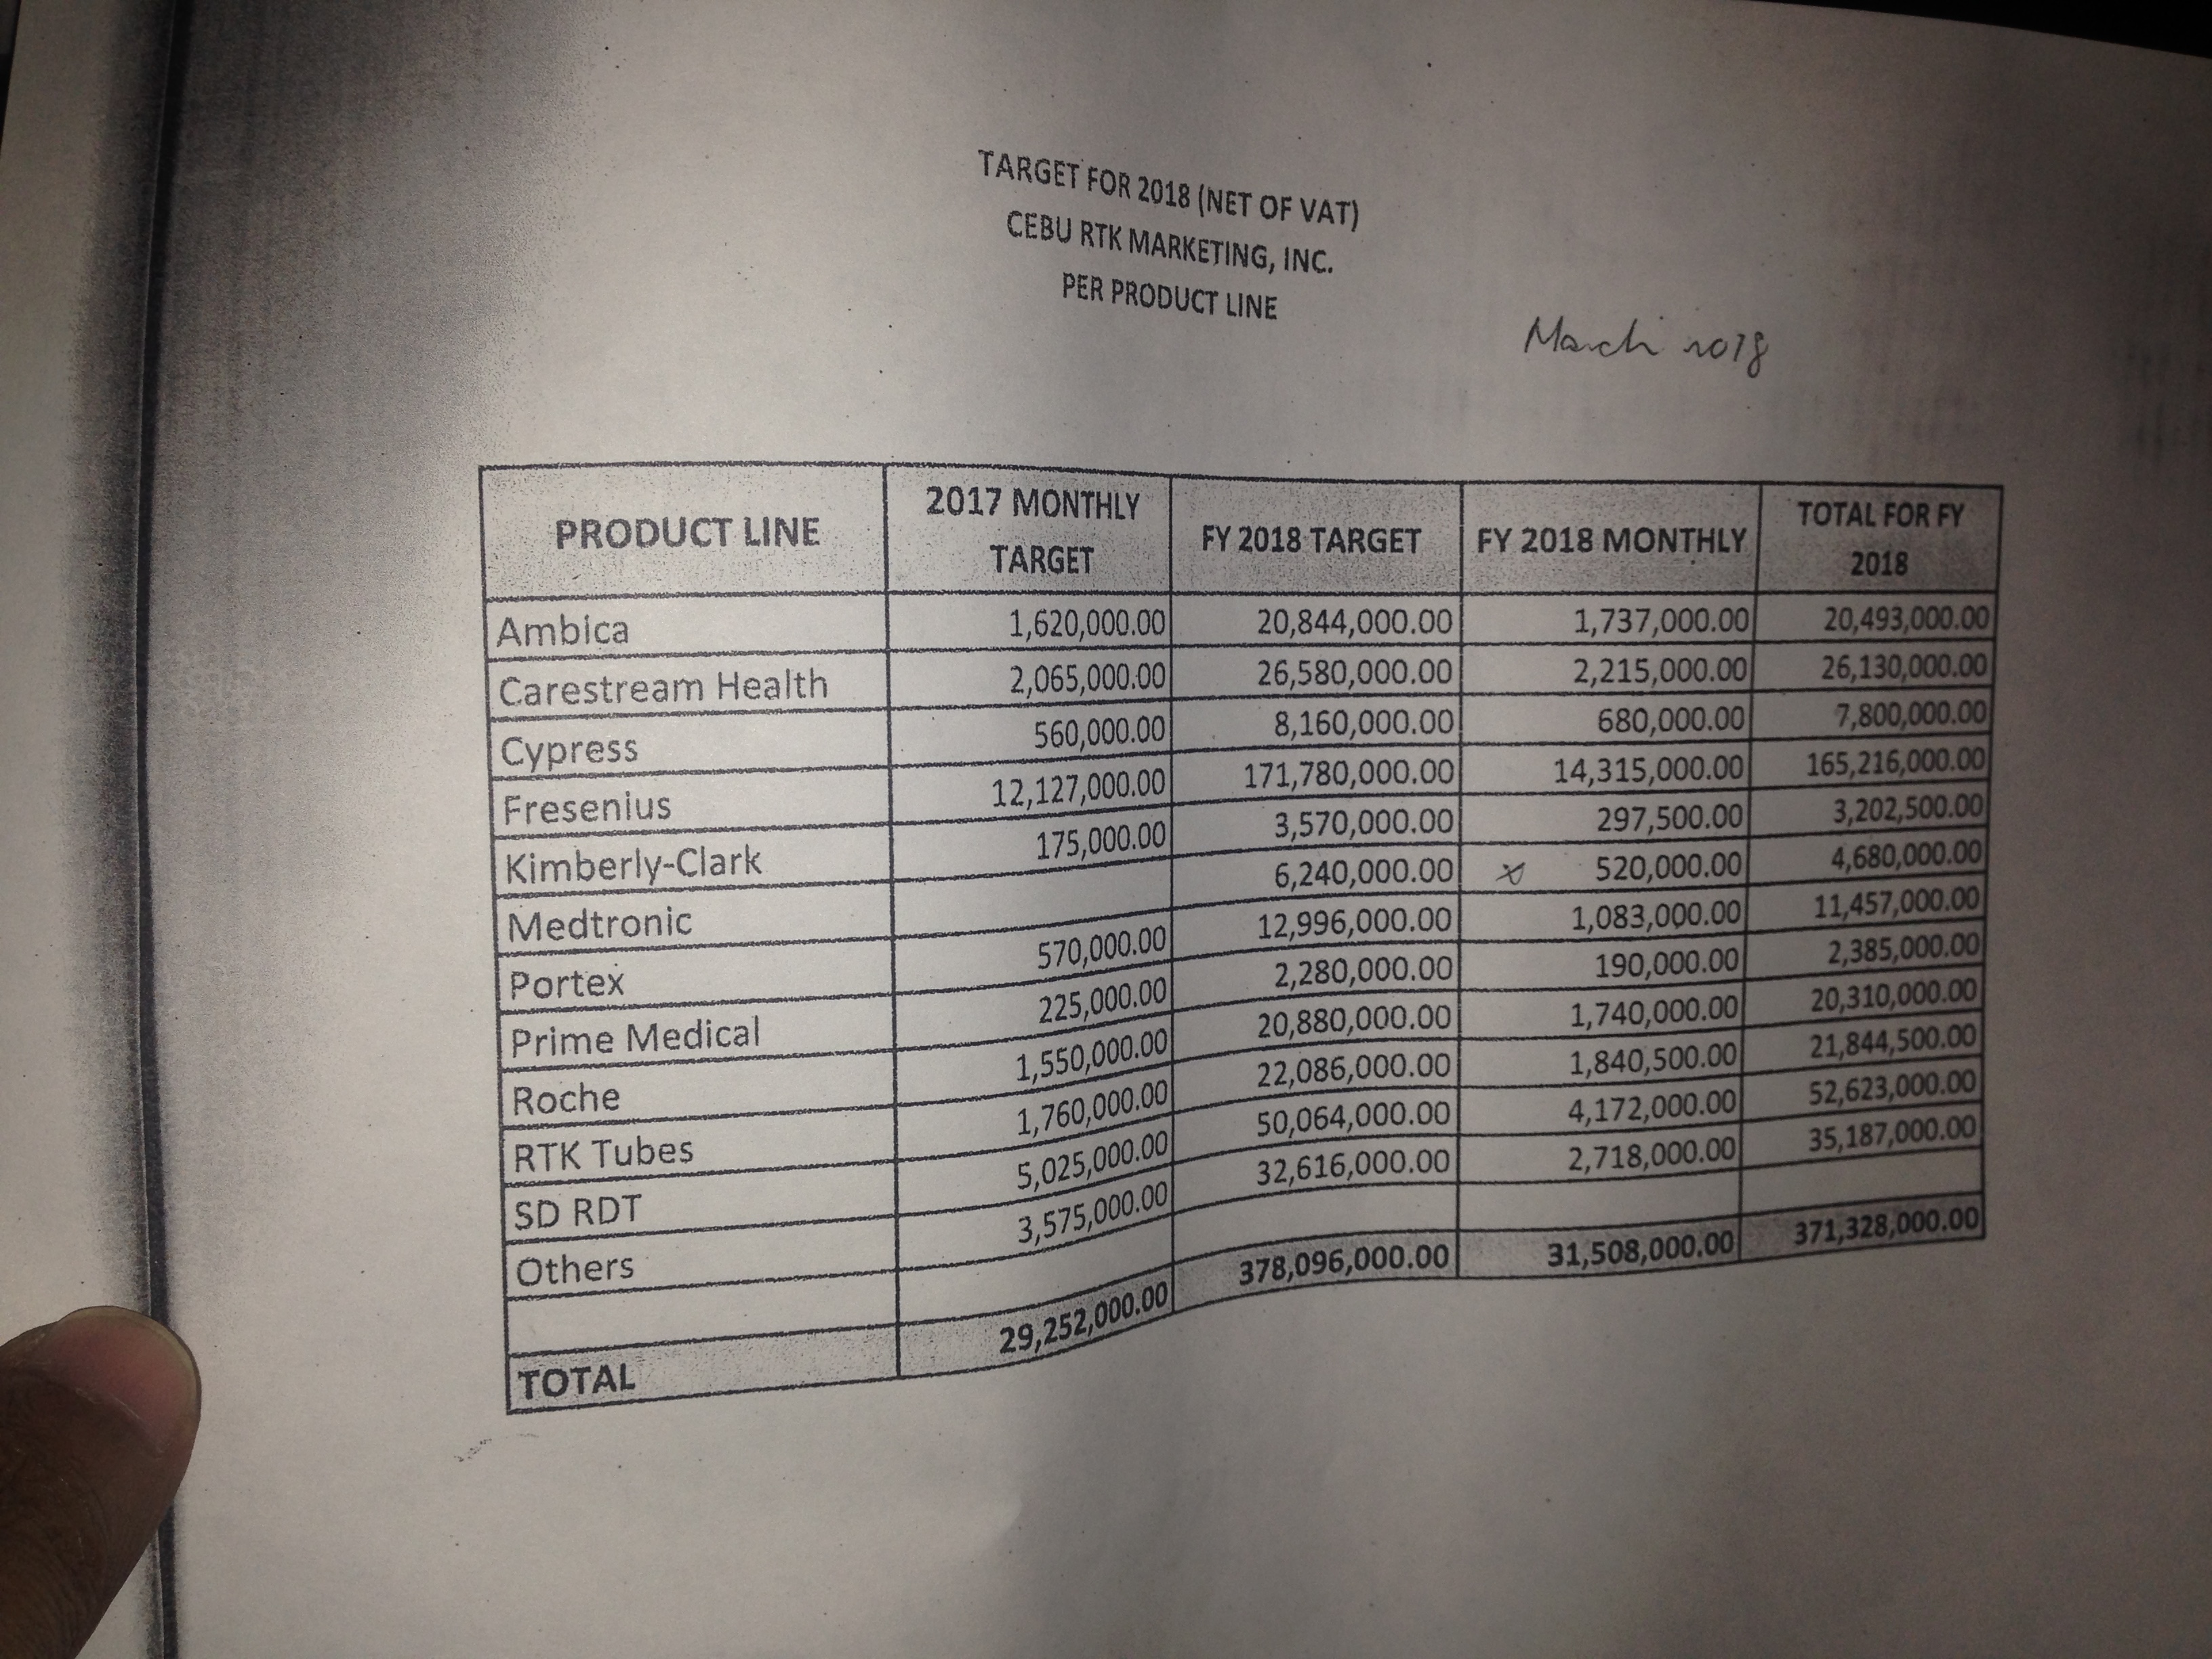 TARGET FOR 2018 (NET OF VAT)
CEBU RTK MARKETING, INC.
PER PRODUCT LINE
March 2018
PRODUCT LINE 2017 MONTHLY TARGET FY 2018 TARGET FY 2018 MONTHLY TOTAL FOR FY 2018
Ambica 1,620,000.00 20,844,000.00 1,737,000.00 20,493,000.00
Carestream Health 2,065,000.00 26,580,000.00 2,215,000.00 26,130,000.00
Cypress 560,000.00 8,160,000.00 680,000.00 7,800,000.00
Fresenius 12,127,000.00 171,780,000.00 14,315,000.00 165,216,000.00
Kimberly-Clark 175,000.00 3,570,000.00 297,500.00 3,202,500.00
Medtronic 6,240,000.00 520,000.00 4,680,000.00
Portex 570,000.00 12,996,000.00 1,083,000.00 11,457,000.00
Prime Medical 225,000.00 2,280,000.00 190,000.00 2,385,000.00
Roche 1,550,000.00 20,880,000.00 1,740,000.00 20,310,000.00
RTK Tubes 1,760,000.00 22,086,000.00 1,840,500.00 21,844,500.00
SD RDT 5,025,000.00 50,064,000.00 4,172,000.00 52,623,000.00
Others 3,575,000.00 32,616,000.00 2,718,000.00 35,187,000.00
TOTAL 29,252,000.00 378,096,000.00 31,508,000.00 371,328,000.00